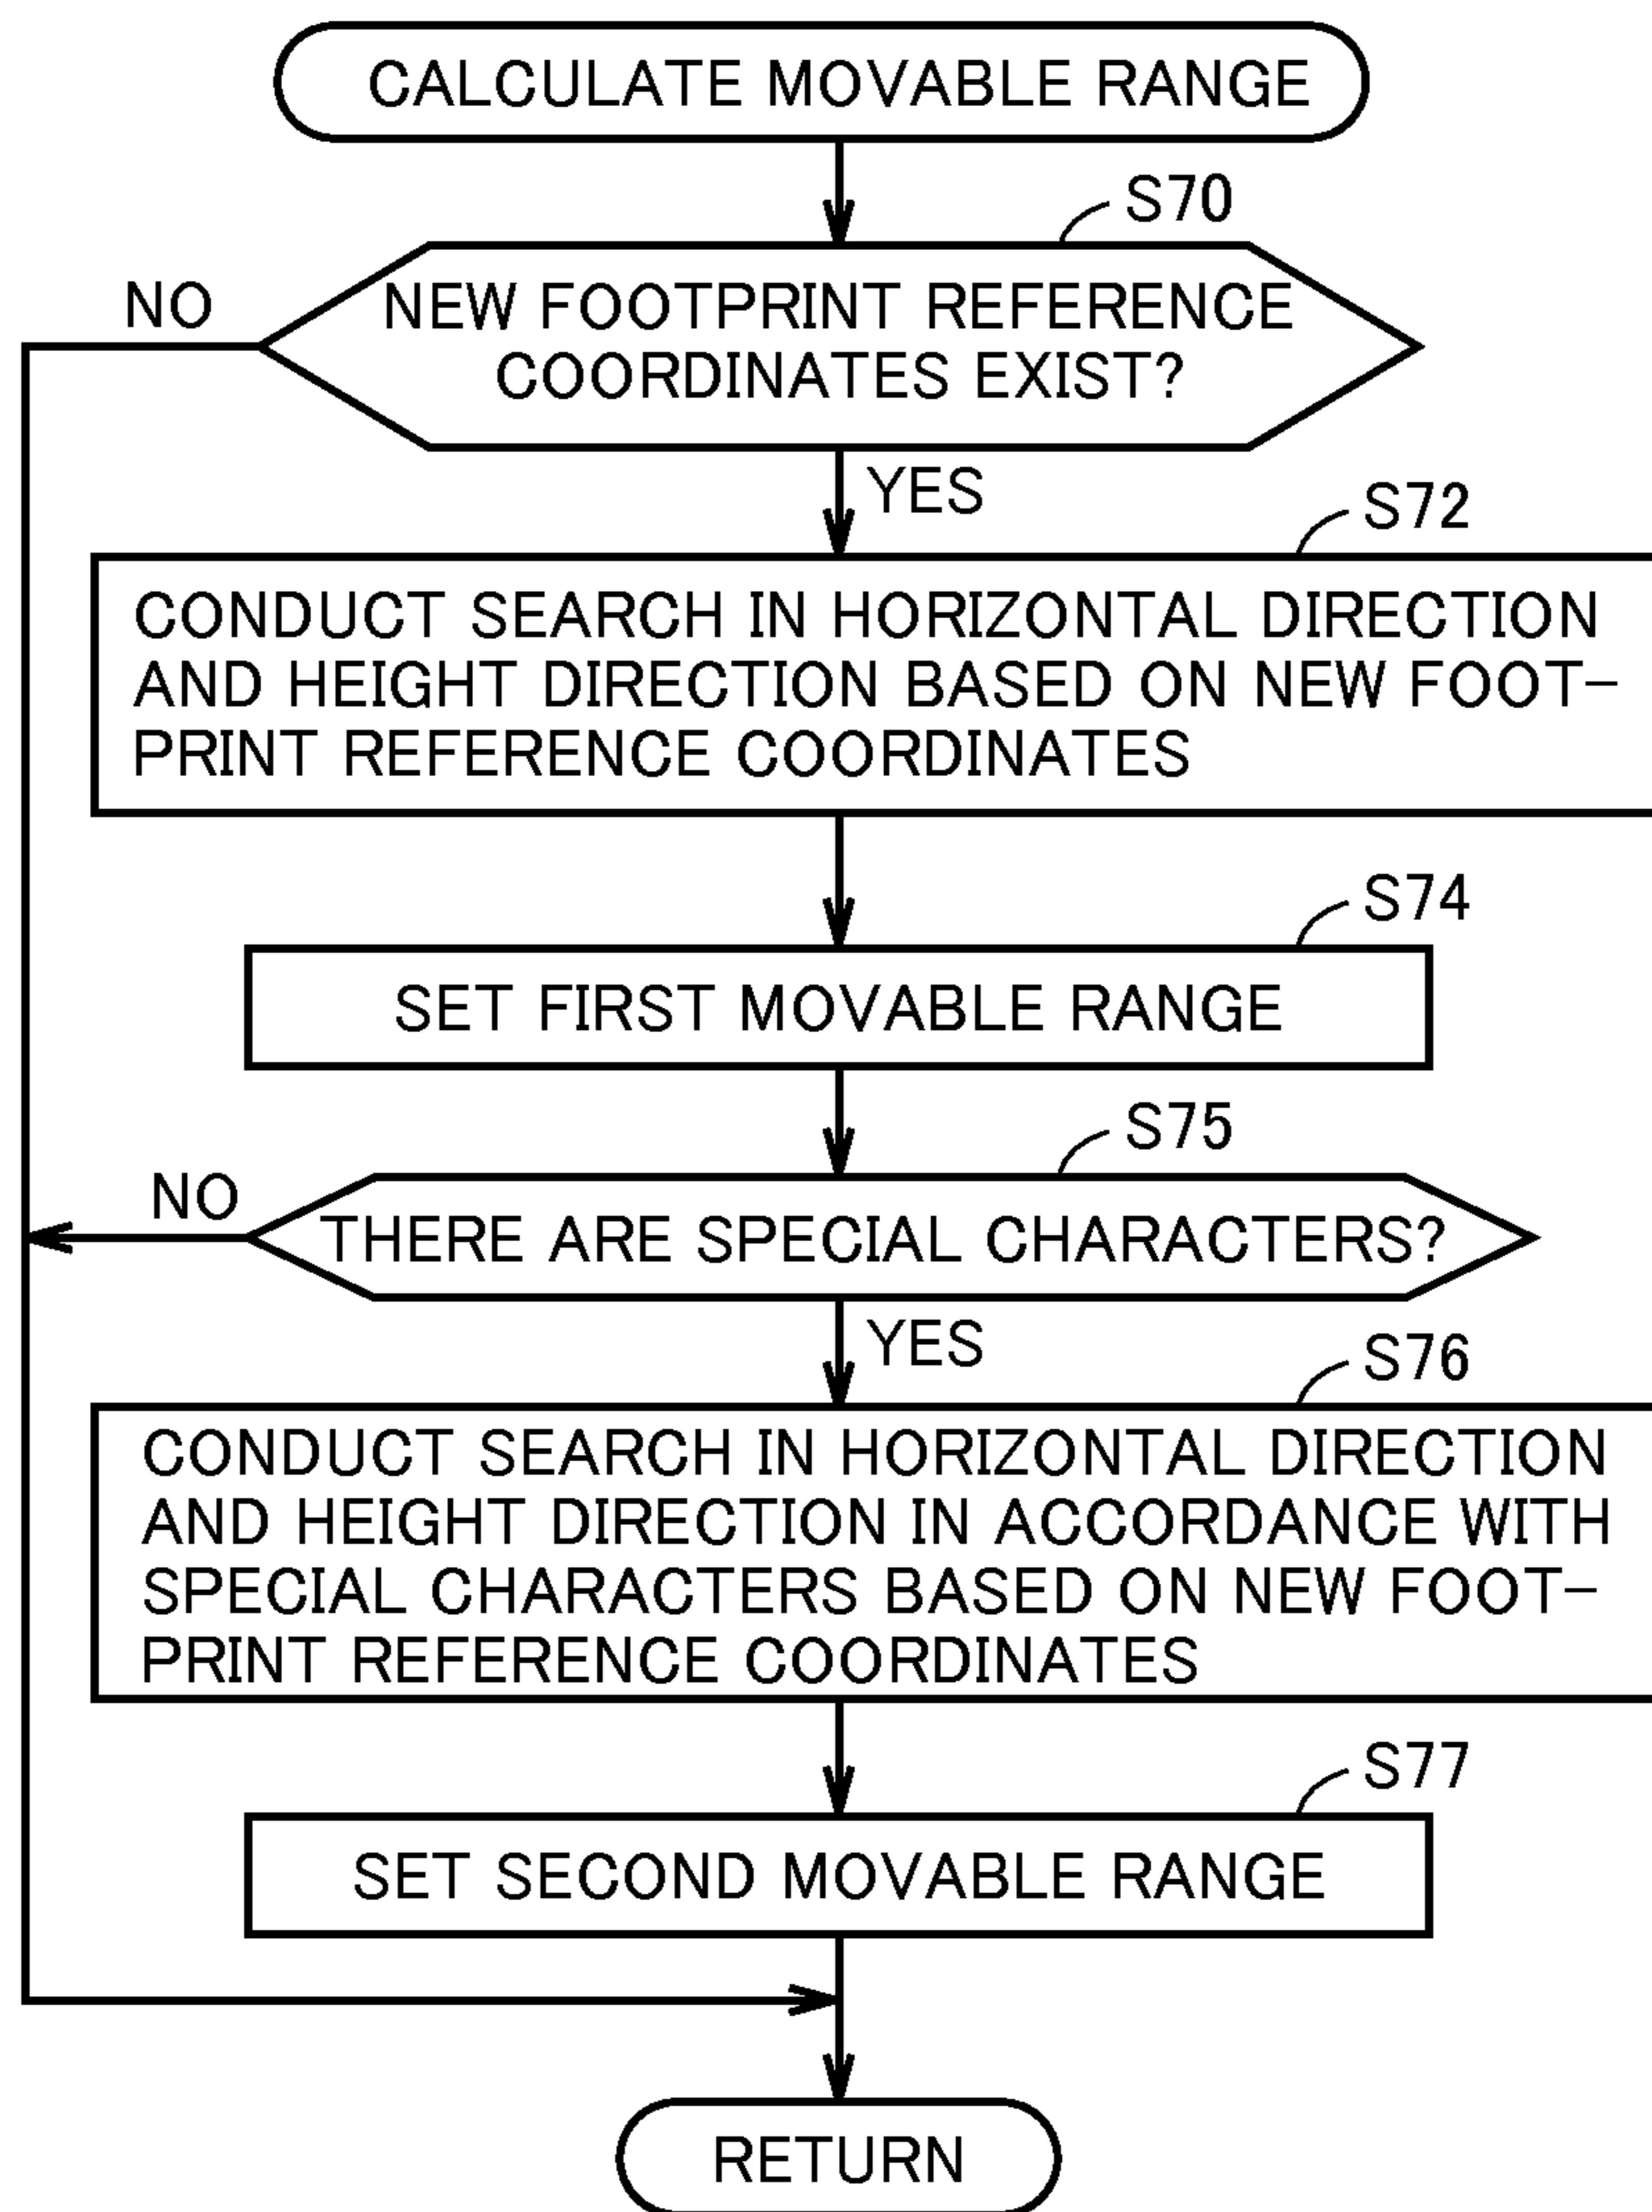 CALCULATE MOVABLE RANGE
S70
NO
NEW FOOTPRINT REFERENCE
COORDINATES EXIST?
YES
S72
CONDUCT SEARCH IN HORIZONTAL DIRECTION
AND HEIGHT DIRECTION BASED ON NEW FOOT-
PRINT REFERENCE COORDINATES
S74
SET FIRST MOVABLE RANGE
S75
NO
THERE ARE SPECIAL CHARACTERS?
YES
S76
CONDUCT SEARCH IN HORIZONTAL DIRECTION
AND HEIGHT DIRECTION IN ACCORDANCE WITH
SPECIAL CHARACTERS BASED ON NEW FOOT-
PRINT REFERENCE COORDINATES
S77
SET SECOND MOVABLE RANGE
RETURN